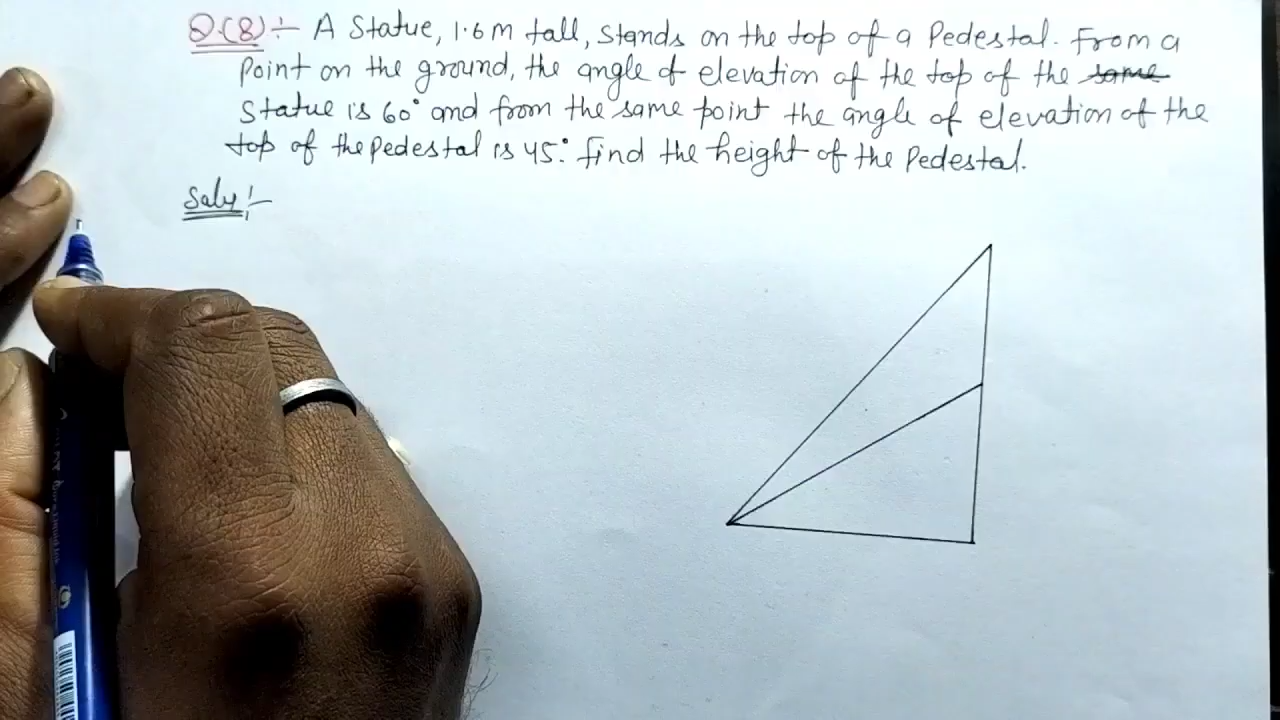 Q.(8):- A Statue, 1.6m tall, Stands on the top of a Pedestal. From a
Point on the ground, the angle of elevation of the top of the same
Statue is 60° and from the same point the angle of elevation of the
top of the Pedestal is 45°. find the height of the Pedestal.
Soln:-